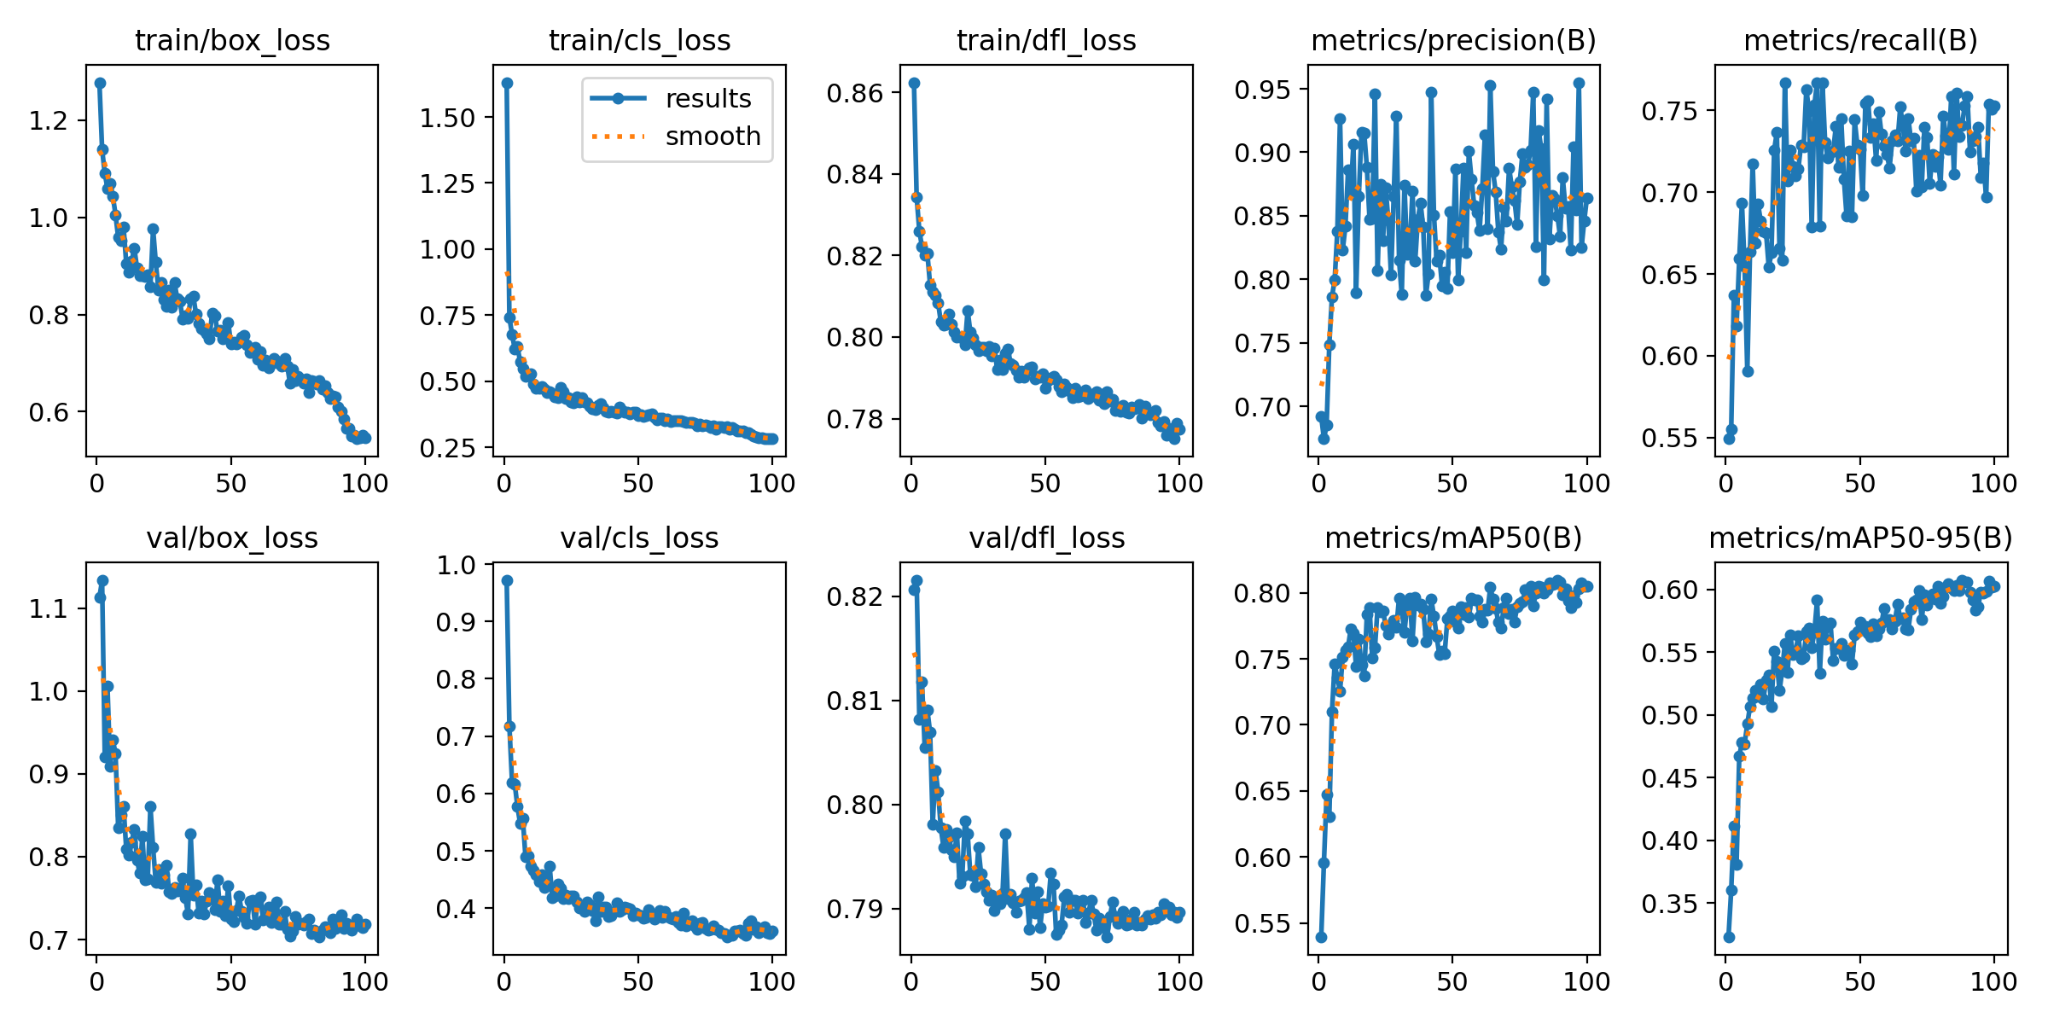 train/box_loss
1.2
1.0
0.8
0.6
0 50 100
train/cls_loss
results
smooth
1.50
1.25
1.00
0.75
0.50
0.25
0 50 100
train/dfl_loss
0.86
0.84
0.82
0.80
0.78
0 50 100
metrics/precision(B)
0.95
0.90
0.85
0.80
0.75
0.70
0 50 100
metrics/recall(B)
0.75
0.70
0.65
0.60
0.55
0 50 100
val/box_loss
1.1
1.0
0.9
0.8
0.7
0 50 100
val/cls_loss
1.0
0.9
0.8
0.7
0.6
0.5
0.4
0 50 100
val/dfl_loss
0.82
0.81
0.80
0.79
0 50 100
metrics/mAP50(B)
0.80
0.75
0.70
0.65
0.60
0.55
0 50 100
metrics/mAP50-95(B)
0.60
0.55
0.50
0.45
0.40
0.35
0 50 100